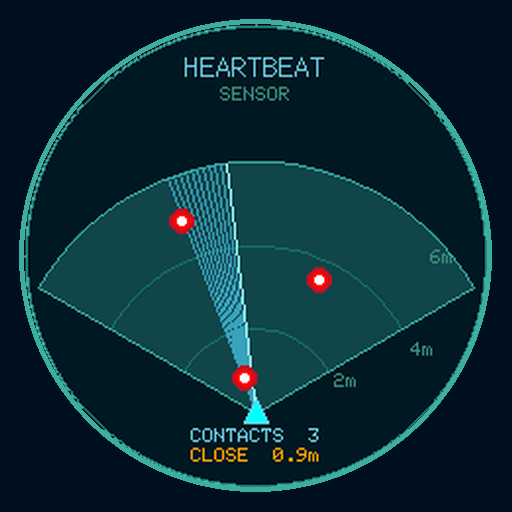 HEARTBEAT
SENSOR
6m
4m
2m
CONTACTS 3
CLOSE 0.9m